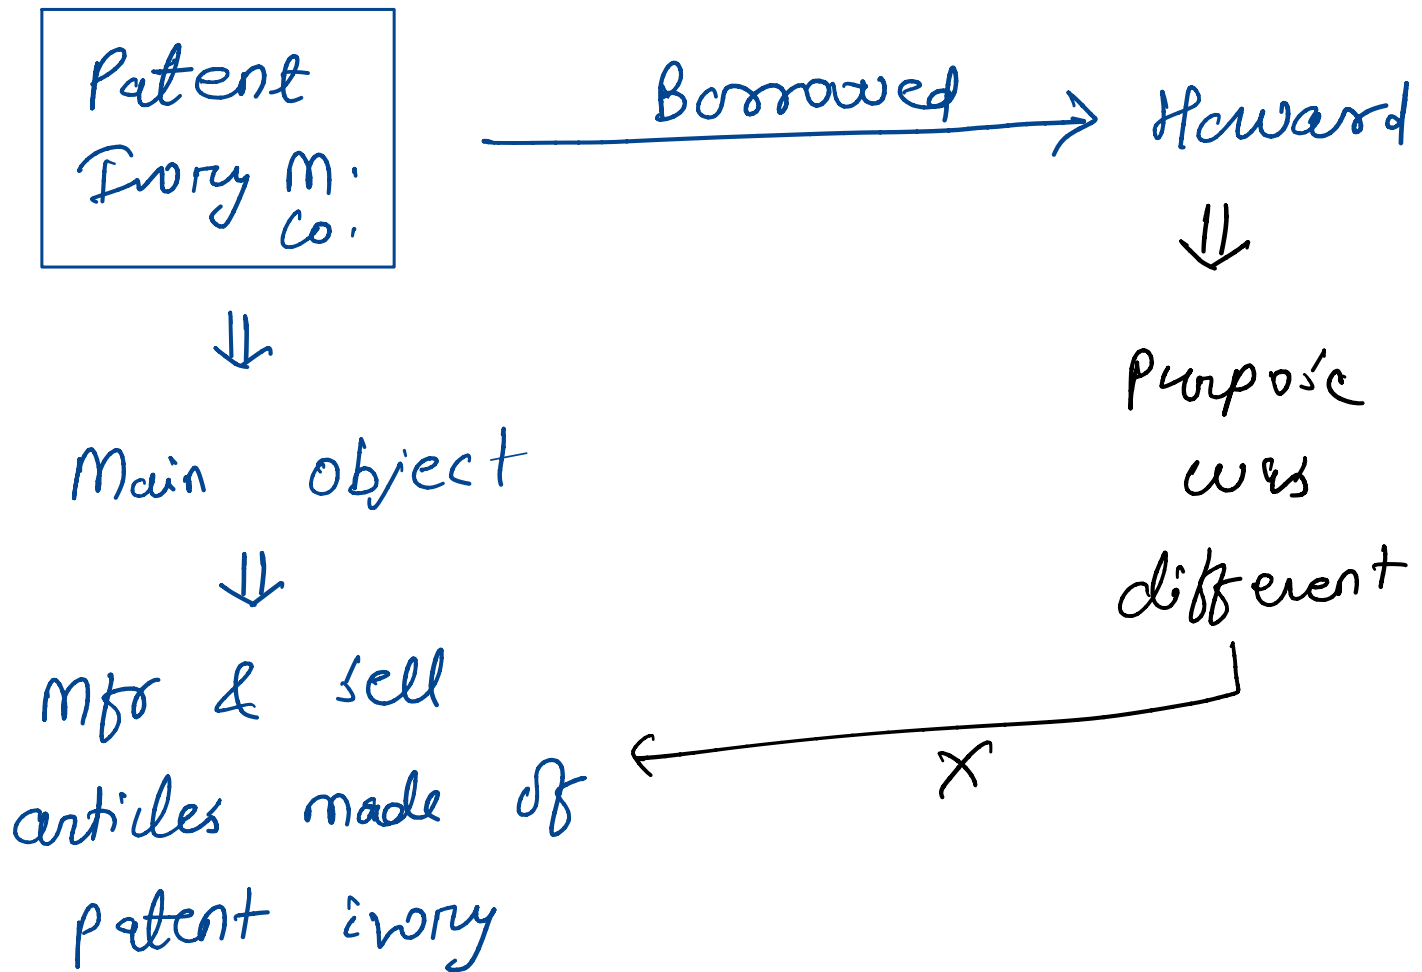 Patent
Ivory M.
Co.
Borrowed
Howard
Main object
Mfr & sell
articles made of
patent ivory
Purpose
was
different
X